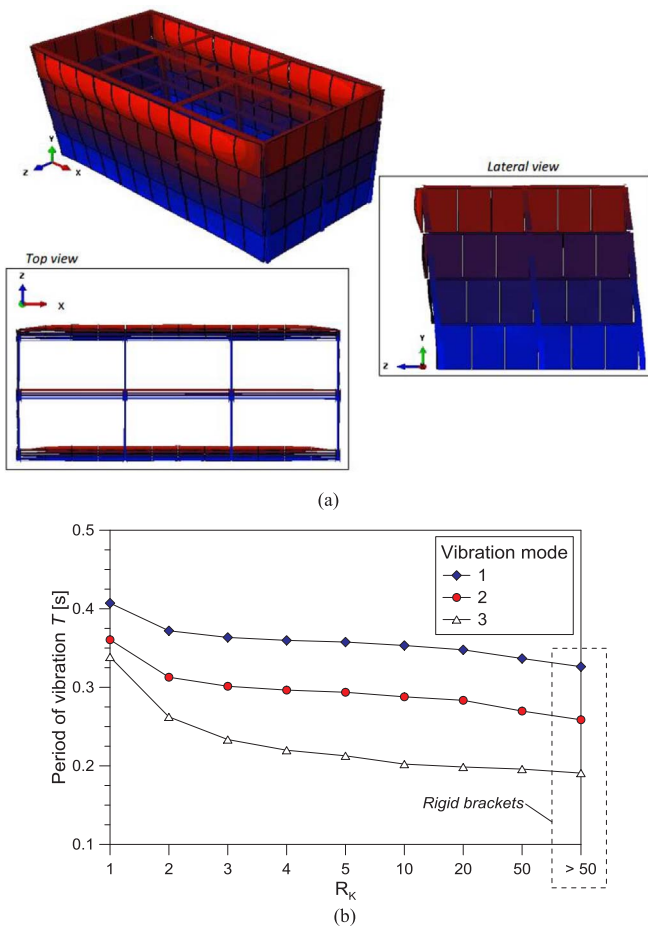 Y
Z
X
Lateral view
Top view
Z
X
Y
Z
(a)
0.5
0.4
0.3
0.2
0.1
Period of vibration T [s]
Vibration mode
1
2
3
Rigid brackets
1 2 3 4 5 10 20 50 > 50
R_K
(b)